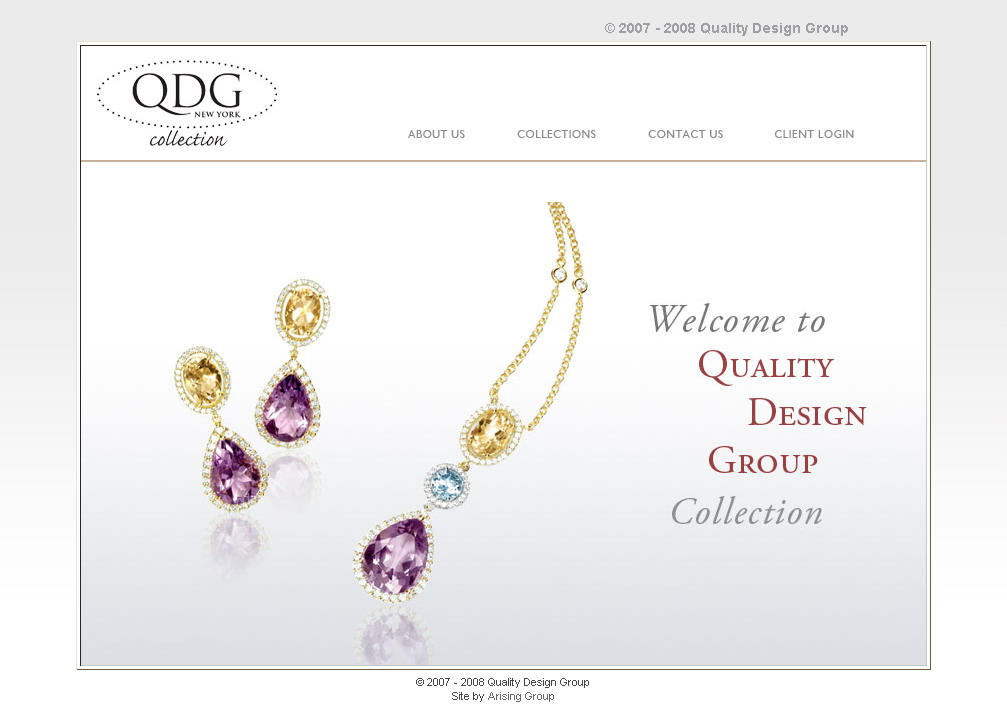 © 2007 - 2008 Quality Design Group
QDG
NEW YORK
collection
ABOUT US COLLECTIONS CONTACT US CLIENT LOGIN
Welcome to
QUALITY
DESIGN
GROUP
Collection
© 2007 - 2008 Quality Design Group
Site by Arising Group